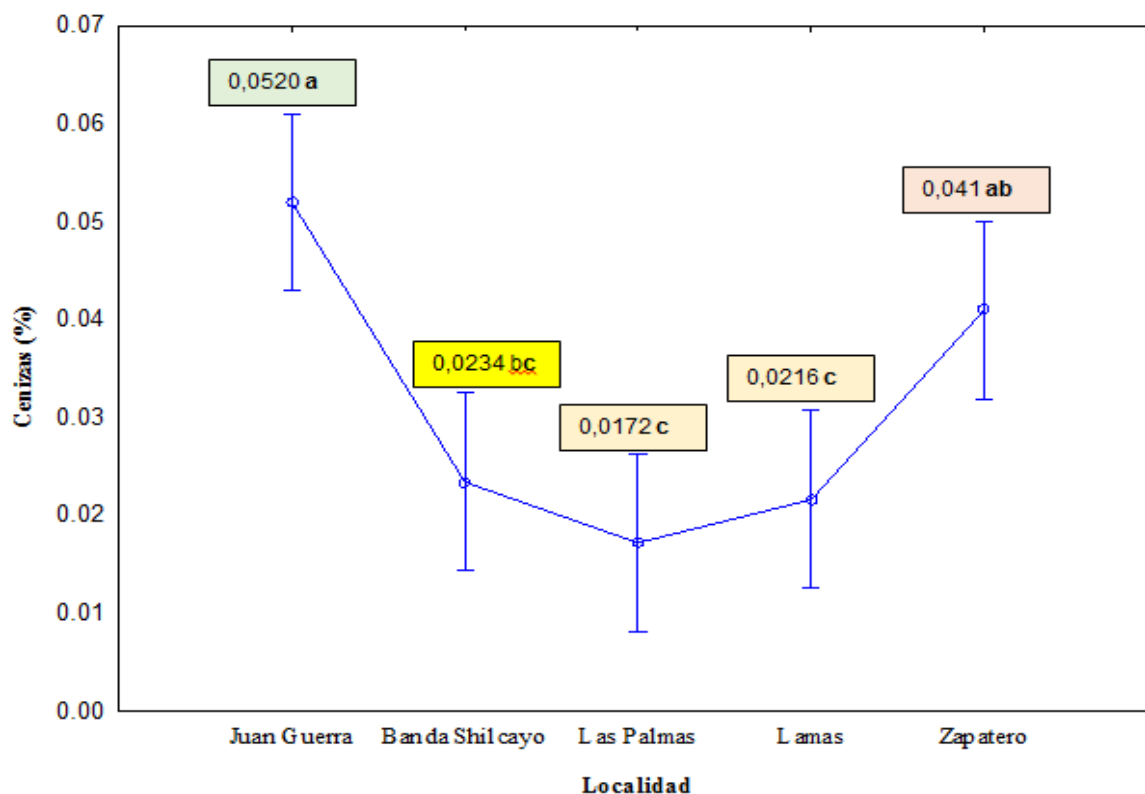 0.07
0.06
0.05
0.04
0.03
0.02
0.01
0.00
Cenizas (%)
0,0520 a
0,0234 bc
0,0172 c
0,0216 c
0,041 ab
Juan Guerra
Banda Shilcayo
Las Palmas
Lamas
Zapatero
Localidad